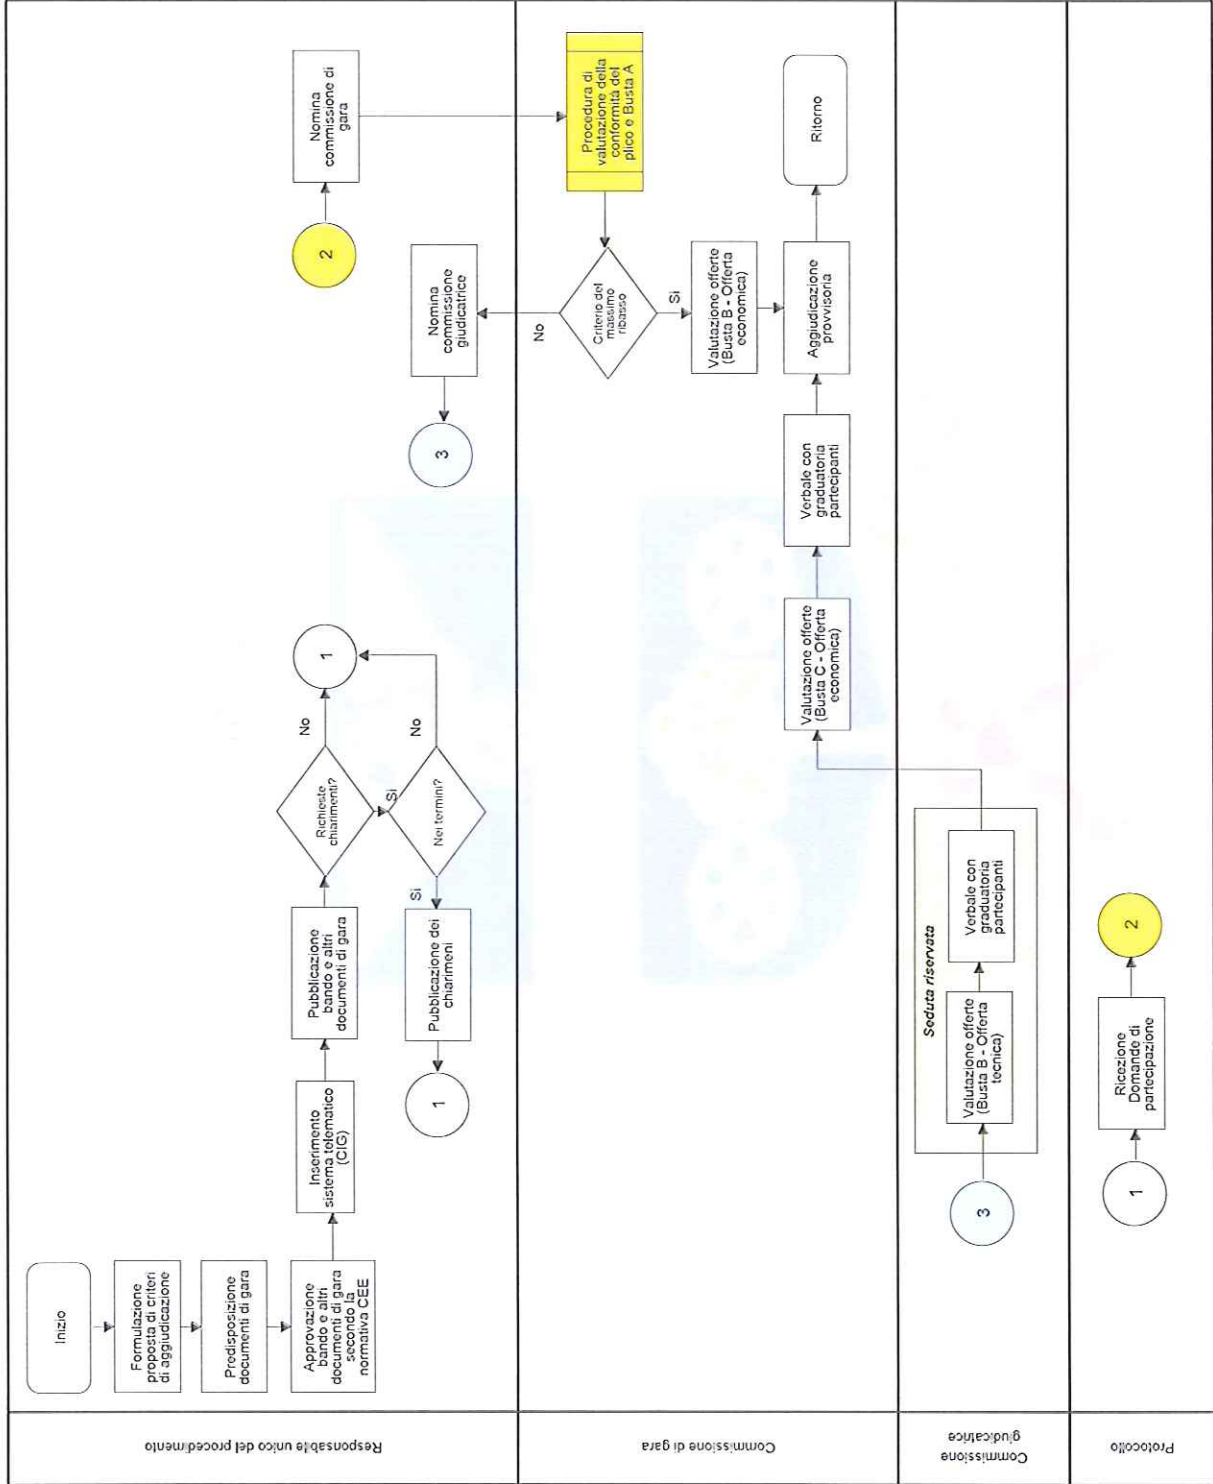 Responsabile unico del procedimento
Inizio
Formulazione
proposta di criteri
di aggiudicazione
Predisposizione
documenti di gara
Approvazione
bando e altri
documenti di gara
secondo la
normativa CEE
Inserimento
sistema telematico
(CIG)
Pubblicazione
bando e altri
documenti di gara
Richieste
chiarimenti?
No
1
Si
Nei termini?
No
Si
Pubblicazione dei
chiarimeni
1
2
Nomina
commissione di
gara
Nomina
commissione
giudicatrice
3
Commissione di gara
Procedura di
valutazione della
conformità del
plico e Busta A
Criterio del
massimo
ribasso
No
Si
Valutazione offerte
(Busta B - Offerta
economica)
Valutazione offerte
(Busta C - Offerta
economica)
Verbale con
graduatoria
partecipanti
Aggiudicazione
provvisoria
Ritorno
Commissione
giudicatrice
3
Seduta riservata
Valutazione offerte
(Busta B - Offerta
tecnica)
Verbale con
graduatoria
partecipanti
Protocollo
1
Ricezione
Domande di
partecipazione
2